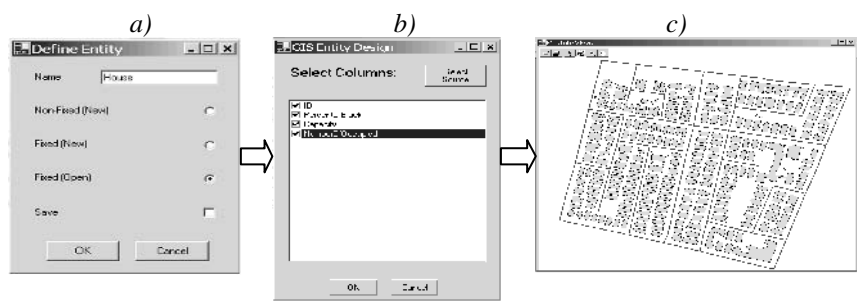 a)
b)
c)
Define Entity
Name House
Non-Fixed (New)
Fixed (New)
Fixed (Open)
Save
OK Cancel
GIS Entity Design
Select Columns:
Select Source
ID
Capacity
OK Cancel